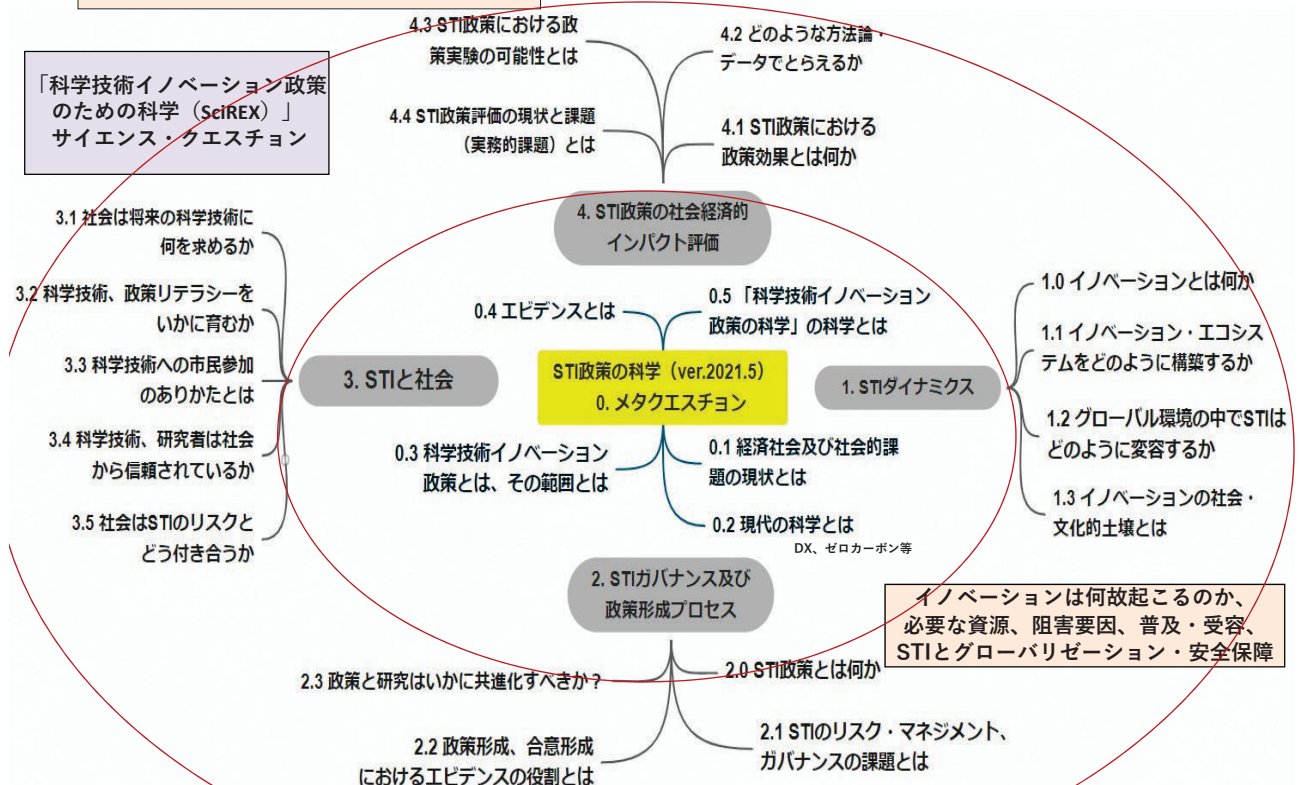 4.3 STI政策における政
策実験の可能性とは
4.2 どのような方法論・
データでとらえるか
「科学技術イノベーション政策
のための科学（SciREX）」
サイエンス・クエスチョン
4.4 STI政策評価の現状と課題
（実務的課題）とは
4.1 STI政策における
政策効果とは何か
4. STI政策の社会経済的
インパクト評価
3.1 社会は将来の科学技術に
何を求めるか
3.2 科学技術、政策リテラシーを
いかに育むか
3.3 科学技術への市民参加
のありかたとは
3.4 科学技術、研究者は社会
から信頼されているか
3.5 社会はSTIのリスクと
どう付き合うか
3. STIと社会
0.4 エビデンスとは
0.5 「科学技術イノベーション
政策の科学」の科学とは
STI政策の科学（ver.2021.5）
0. メタクエスチョン
0.3 科学技術イノベーション
政策とは、その範囲とは
0.1 経済社会及び社会的課
題の現状とは
0.2 現代の科学とは
DX、ゼロカーボン等
1. STIダイナミクス
1.0 イノベーションとは何か
1.1 イノベーション・エコシス
テムをどのように構築するか
1.2 グローバル環境の中でSTIは
どのように変容するか
1.3 イノベーションの社会・
文化的土壌とは
2. STIガバナンス及び
政策形成プロセス
イノベーションは何故起こるのか、
必要な資源、阻害要因、普及・受容、
STIとグローバリゼーション・安全保障
2.3 政策と研究はいかに共進化すべきか？
2.0 STI政策とは何か
2.2 政策形成、合意形成
におけるエビデンスの役割とは
2.1 STIのリスク・マネジメント、
ガバナンスの課題とは